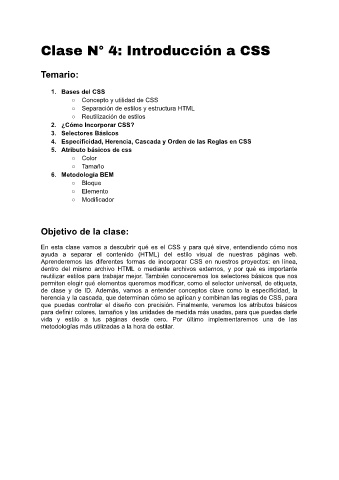 Clase N° 4: Introducción a CSS
Temario:
1. Bases del CSS
○ Concepto y utilidad de CSS
○ Separación de estilos y estructura HTML
○ Reutilización de estilos
2. ¿Cómo Incorporar CSS?
3. Selectores Básicos
4. Especificidad, Herencia, Cascada y Orden de las Reglas en CSS
5. Atributo básicos de css
○ Color
○ Tamaño
6. Metodología BEM
○ Bloque
○ Elemento
○ Modificador
Objetivo de la clase:
En esta clase vamos a descubrir qué es el CSS y para qué sirve, entendiendo cómo nos
ayuda a separar el contenido (HTML) del estilo visual de nuestras páginas web.
Aprenderemos las diferentes formas de incorporar CSS en nuestros proyectos: en línea,
dentro del mismo archivo HTML o mediante archivos externos, y por qué es importante
reutilizar estilos para trabajar mejor. También conoceremos los selectores básicos que nos
permiten elegir qué elementos queremos modificar, como el selector universal, de etiqueta,
de clase y de ID. Además, vamos a entender conceptos clave como la especificidad, la
herencia y la cascada, que determinan cómo se aplican y combinan las reglas de CSS, para
que puedas controlar el diseño con precisión. Finalmente, veremos los atributos básicos
para definir colores, tamaños y las unidades de medida más usadas, para que puedas darle
vida y estilo a tus páginas desde cero. Por último implementaremos una de las
metodologías más utilizadas a la hora de estilar.